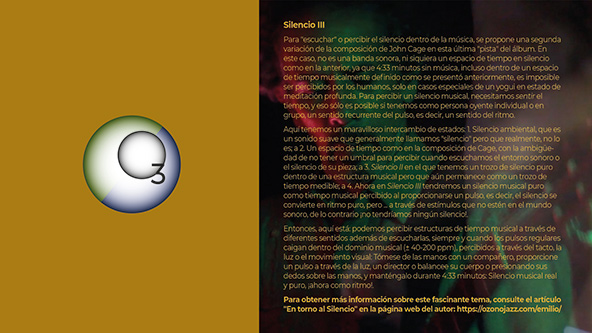 3
Silencio III
Para "escuchar" o percibir el silencio dentro de la música, se propone una segunda
variación de la composición de John Cage en esta última "pista" del álbum. En
este caso, no es una banda sonora, ni siquiera un espacio de tiempo en silencio
como en la anterior, ya que 4:33 minutos sin música, incluso dentro de un espacio
de tiempo musicalmente definido como se presentó anteriormente, es imposible
ser percibidos por los humanos, solo en casos especiales de un yogui en estado de
meditación profunda. Para percibir un silencio musical, necesitamos sentir el
tiempo, y eso sólo es posible si tenemos como persona oyente individual o en
grupo, un sentido recurrente del pulso, es decir, un sentido del ritmo.
Aquí tenemos un maravilloso intercambio de estados: 1. Silencio ambiental, que es
un sonido suave que generalmente llamamos "silencio" pero que realmente, no lo
es; a 2. Un espacio de tiempo como en la composición de Cage, con la ambigüe-
dad de no tener un umbral para percibir cuando escuchamos el entorno sonoro o
el silencio de su pieza; a 3. Silencio II en el que tenemos un trozo de silencio puro
dentro de una estructura musical pero que aún permanece como un trozo de
tiempo medible; a 4. Ahora en Silencio III tendremos un silencio musical puro
como tiempo musical percibido al proporcionarse un pulso, es decir, el silencio se
convierte en ritmo puro, pero .. a través de estímulos que no estén en el mundo
sonoro, de lo contrario ¡no tendríamos ningún silencio!.
Entonces, aquí está: podemos percibir estructuras de tiempo musical a través de
diferentes sentidos además de escucharlas, siempre y cuando los pulsos regulares
caigan dentro del dominio musical (± 40-200 ppm), percibidos a través del tacto, la
luz o el movimiento visual: Tómese de las manos con un compañero, proporcione
un pulso a través de la luz, un director o balancee su cuerpo o presionando sus
dedos sobre las manos, y manténgalo durante 4:33 minutos: Silencio musical real
y puro, ¡ahora como ritmo!.
Para obtener más información sobre este fascinante tema, consulte el artículo
"En torno al Silencio" en la página web del autor: https://ozonojazz.com/emilio/